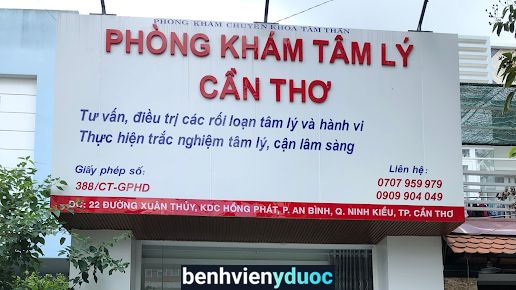 PHÒNG KHÁM CHUYÊN KHOA TÂM THẦN
PHÒNG KHÁM TÂM LÝ
CẦN THƠ
Tư vấn, điều trị các rối loạn tâm lý và hành vi
Thực hiện trắc nghiệm tâm lý, cận lâm sàng
Giấy phép số:
388/CT-GPHD
Liên hệ:
0707 959 979
0909 904 049
ĐC: 22 ĐƯỜNG XUÂN THỦY, KDC HỒNG PHÁT, P. AN BÌNH, Q. NINH KIỀU, TP. CẦN THƠ
benhvienyduoc